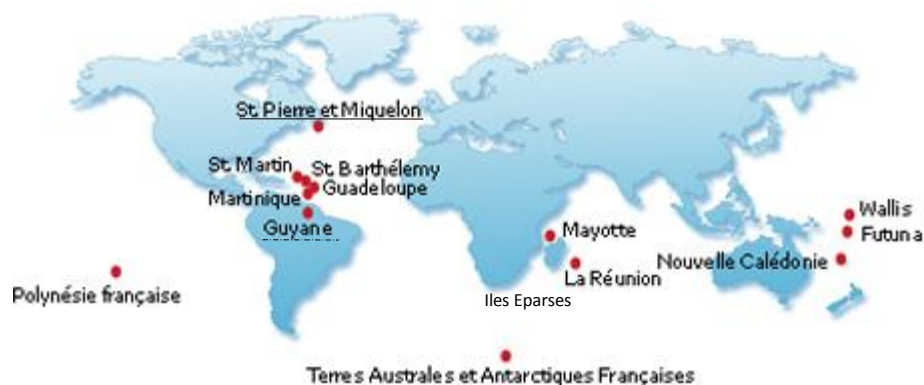 St. Pierre et Miquelon
St. Martin
St. Barthélemy
Guadeloupe
Martinique
Guyane
Mayotte
Wallis
Futuna
La Réunion
Nouvelle Calédonie
Polynésie française
Iles Eparses
Terres Australes et Antarctiques Françaises